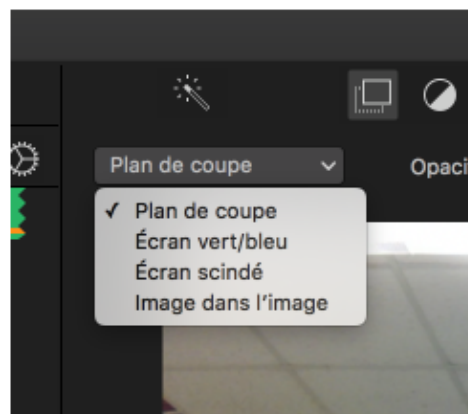 Plan de coupe
Opaci
✓ Plan de coupe
Écran vert/bleu
Écran scindé
Image dans l'image